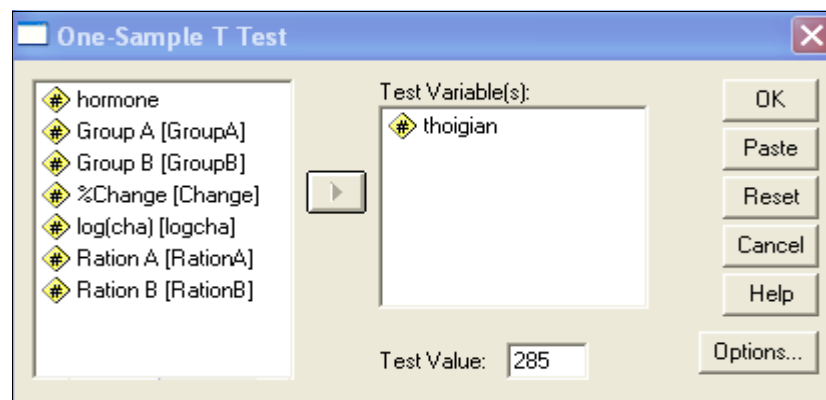 One-Sample T Test
hormone
Group A [GroupA]
Group B [GroupB]
%Change [Change]
log(cha) [logcha]
Ration A [RationA]
Ration B [RationB]
Test Variable(s):
thoigian
Test Value: 285
OK
Paste
Reset
Cancel
Help
Options...